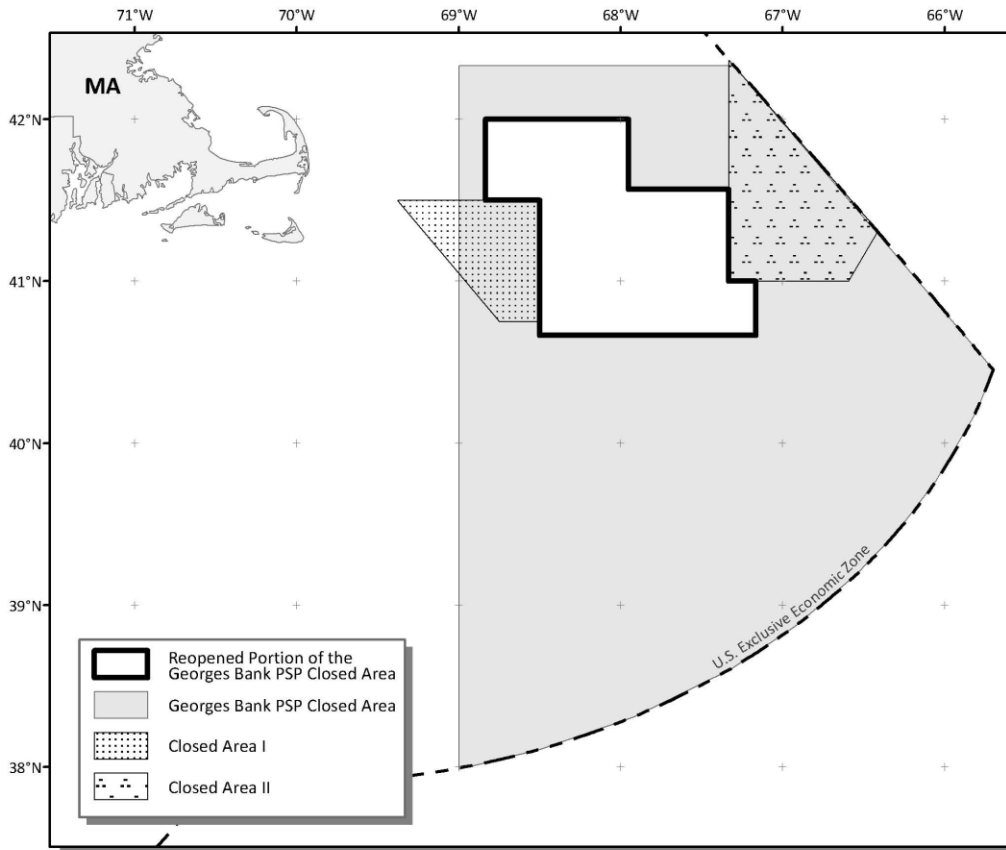 71°W 70°W 69°W 68°W 67°W 66°W
MA
42°N
41°N
40°N
39°N
38°N
U.S. Exclusive Economic Zone
Reopened Portion of the
Georges Bank PSP Closed Area
Georges Bank PSP Closed Area
Closed Area I
Closed Area II